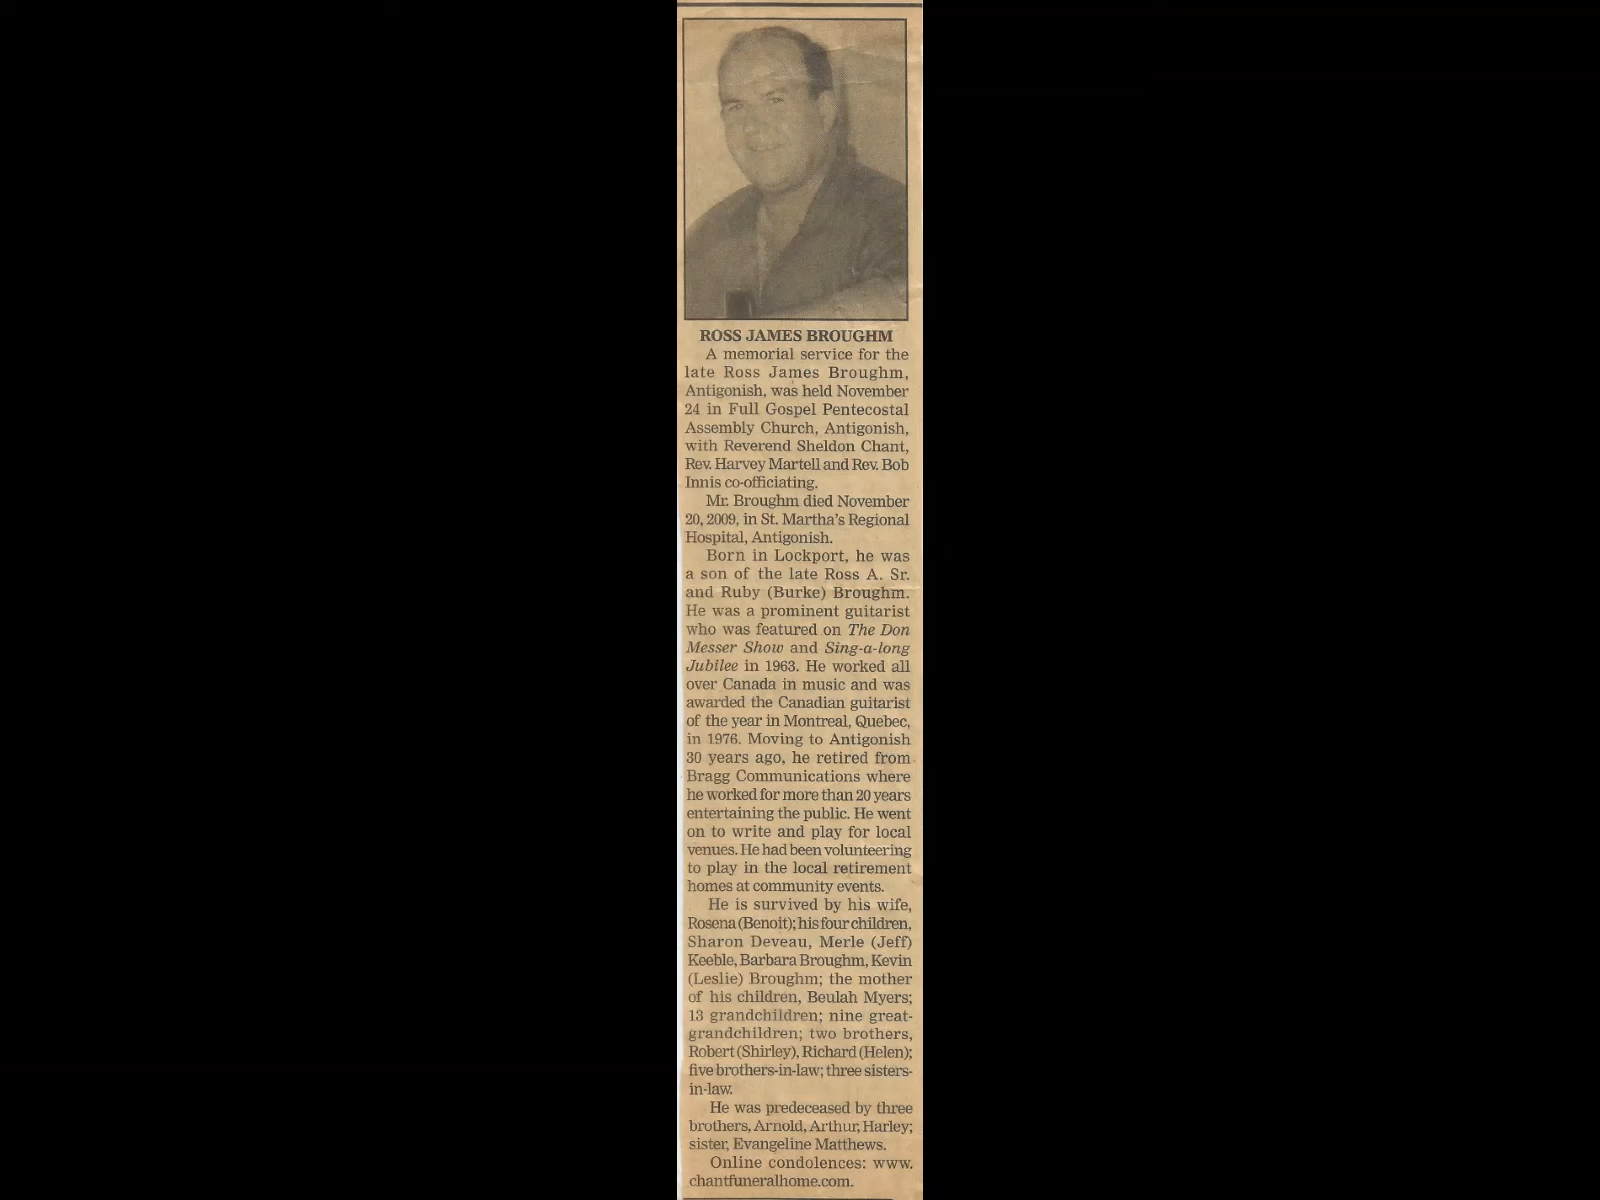 ROSS JAMES BROUGHM
A memorial service for the
late Ross James Broughm,
Antigonish, was held November
24 in Full Gospel Pentecostal
Assembly Church, Antigonish,
with Reverend Sheldon Chant,
Rev. Harvey Martell and Rev. Bob
Innis co-officiating.
Mr. Broughm died November
20, 2009, in St. Martha's Regional
Hospital, Antigonish.
Born in Lockport, he was
a son of the late Ross A. Sr.
and Ruby (Burke) Broughm.
He was a prominent guitarist
who was featured on The Don
Messer Show and Sing-a-long
Jubilee in 1963. He worked all
over Canada in music and was
awarded the Canadian guitarist
of the year in Montreal, Quebec,
in 1976. Moving to Antigonish
30 years ago, he retired from
Bragg Communications where
he worked for more than 20 years
entertaining the public. He went
on to write and play for local
venues. He had been volunteering
to play in the local retirement
homes at community events.
He is survived by his wife,
Rosena (Benoit); his four children,
Sharon Deveau, Merle (Jeff)
Keeble, Barbara Broughm, Kevin
(Leslie) Broughm; the mother
of his children, Beulah Myers;
13 grandchildren; nine great-
grandchildren; two brothers,
Robert (Shirley), Richard (Helen);
five brothers-in-law; three sisters-
in-law.
He was predeceased by three
brothers, Arnold, Arthur, Harley;
sister, Evangeline Matthews.
Online condolences: www.
chantfuneralhome.com.